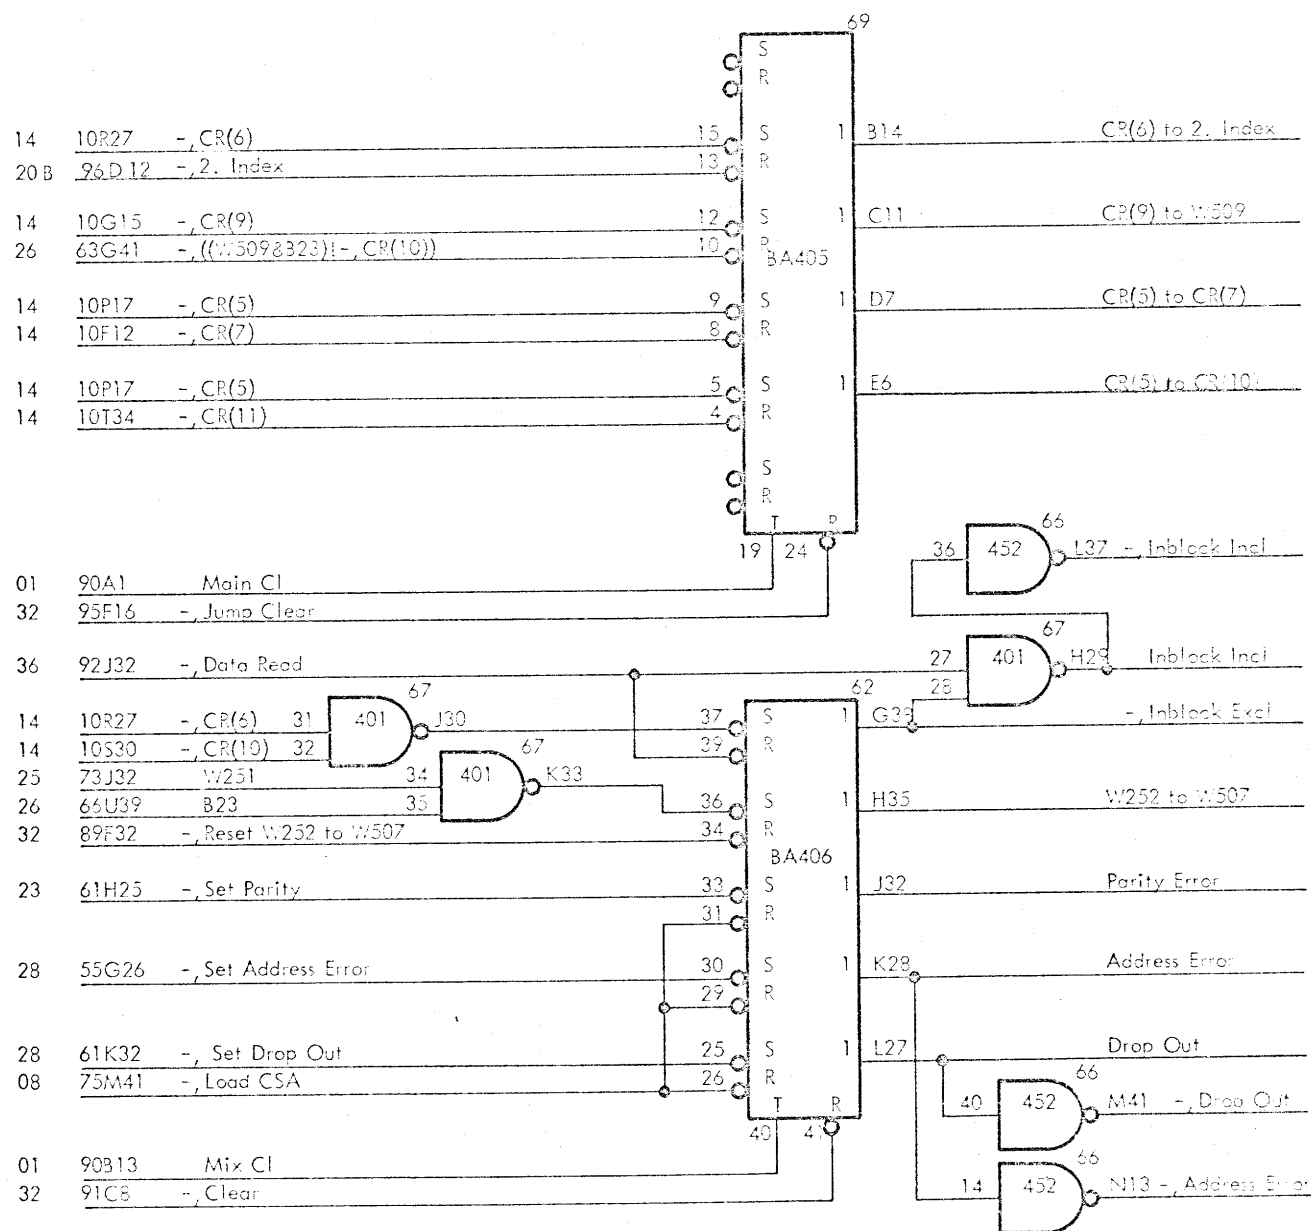 69
S
R
14 10R27 -,CR(6) 15 S 1 B14 CR(6) to 2. Index
20B 96D12 -,2. Index 13 R
14 10G15 -,CR(9) 12 S 1 C11 CR(9) to W509
26 63G41 -,((W509&B23)!-,CR(10)) 10 R
BA405
14 10P17 -,CR(5) 9 S 1 D7 CR(5) to CR(7)
14 10F12 -,CR(7) 8 R
14 10P17 -,CR(5) 5 S 1 E6 CR(5) to CR(10)
14 10T34 -,CR(11) 4 R
S
R
T R
19 24
66
36 452 L37 -,Inblock Incl
01 90A1 Main Cl
32 95F16 -,Jump Clear
67
36 92J32 -,Data Read 27 401 H29 Inblock Incl
28
67 62
14 10R27 -,CR(6) 31 401 J30 37 S 1 G38 -,Inblock Excl
14 10S30 -,CR(10) 32 39 R
67
25 73J32 W251 34 401 K33
26 66U39 B23 35 36 S 1 H35 W252 to W507
32 89F32 -,Reset W252 to W507 34 R
BA406
23 61H25 -,Set Parity 33 S 1 J32 Parity Error
31 R
28 55G26 -,Set Address Error 30 S 1 K28 Address Error
29 R
28 61K32 -, Set Drop Out 25 S 1 L27 Drop Out
08 75M41 -,Load CSA 26 R
66
T R
40 41
40 452 M41 -,Drop Out
66
01 90B13 Mix Cl
32 91C8 -,Clear
14 452 N13 -,Address Error